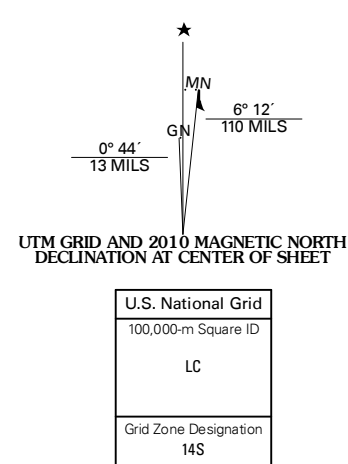 MN
GN
6° 12´
110 MILS
0° 44´
13 MILS
UTM GRID AND 2010 MAGNETIC NORTH
DECLINATION AT CENTER OF SHEET
U.S. National Grid
100,000-m Square ID
LC
Grid Zone Designation
14S